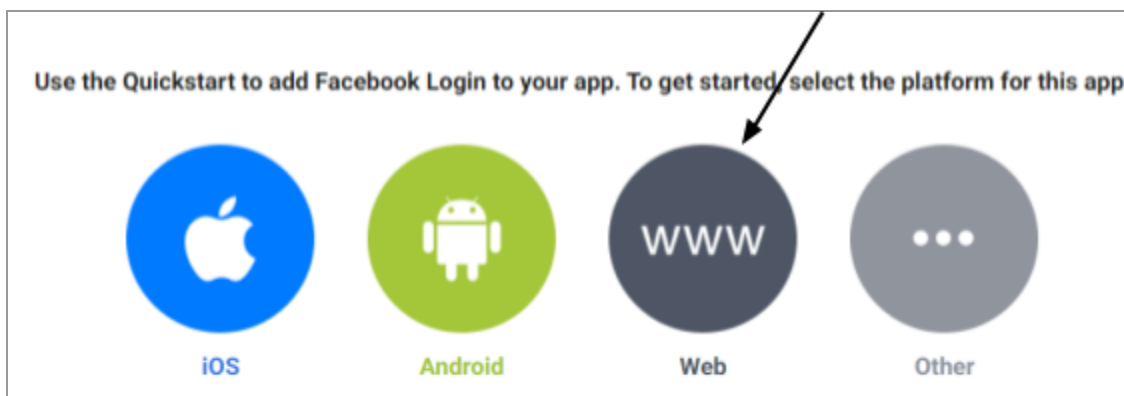 Use the Quickstart to add Facebook Login to your app. To get started, select the platform for this app
WWW
iOS
Android
Web
Other